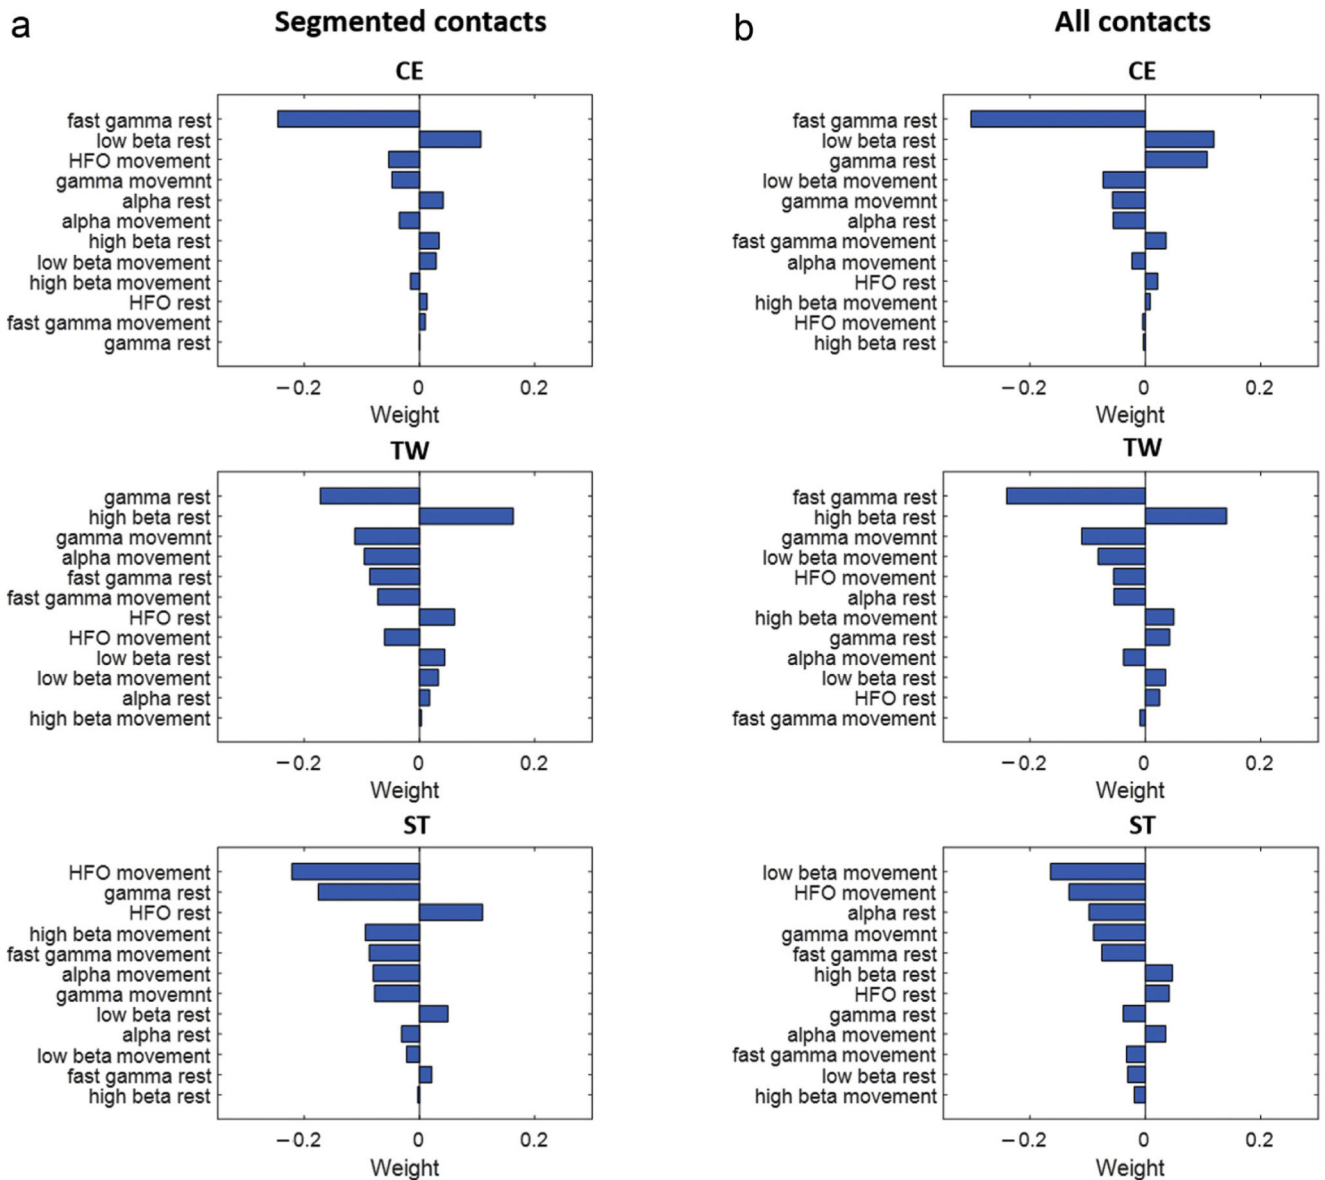 a
Segmented contacts
CE
fast gamma rest
low beta rest
HFO movement
gamma movemnt
alpha rest
alpha movement
high beta rest
low beta movement
high beta movement
HFO rest
fast gamma movement
gamma rest
−0.2 0 0.2
Weight
TW
gamma rest
high beta rest
gamma movemnt
alpha movement
fast gamma rest
fast gamma movement
HFO rest
HFO movement
low beta rest
low beta movement
alpha rest
high beta movement
−0.2 0 0.2
Weight
ST
HFO movement
gamma rest
HFO rest
high beta movement
fast gamma movement
alpha movement
gamma movemnt
low beta rest
alpha rest
low beta movement
fast gamma rest
high beta rest
−0.2 0 0.2
Weight
b
All contacts
CE
fast gamma rest
low beta rest
gamma rest
low beta movement
gamma movemnt
alpha rest
fast gamma movement
alpha movement
HFO rest
high beta movement
HFO movement
high beta rest
−0.2 0 0.2
Weight
TW
fast gamma rest
high beta rest
gamma movemnt
low beta movement
HFO movement
alpha rest
high beta movement
gamma rest
alpha movement
low beta rest
HFO rest
fast gamma movement
−0.2 0 0.2
Weight
ST
low beta movement
HFO movement
alpha rest
gamma movemnt
fast gamma rest
high beta rest
HFO rest
gamma rest
alpha movement
fast gamma movement
low beta rest
high beta movement
−0.2 0 0.2
Weight